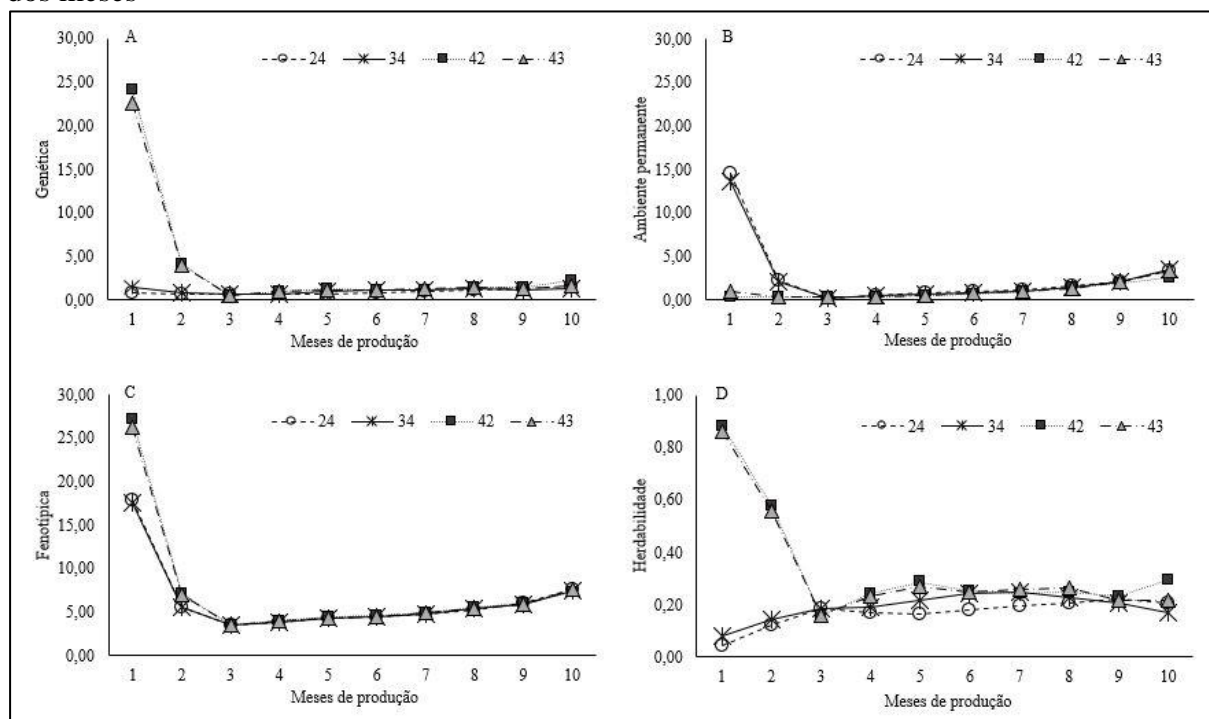 dos meses
A
24 34 42 43
30,00
25,00
20,00
15,00
10,00
5,00
0,00
Genética
1 2 3 4 5 6 7 8 9 10
Meses de produção
B
24 34 42 43
30,00
25,00
20,00
15,00
10,00
5,00
0,00
Ambiente permanente
1 2 3 4 5 6 7 8 9 10
Meses de produção
C
24 34 42 43
30,00
25,00
20,00
15,00
10,00
5,00
0,00
Fenotípica
1 2 3 4 5 6 7 8 9 10
Meses de produção
D
24 34 42 43
1,00
0,80
0,60
0,40
0,20
0,00
Herdabilidade
1 2 3 4 5 6 7 8 9 10
Meses de produção